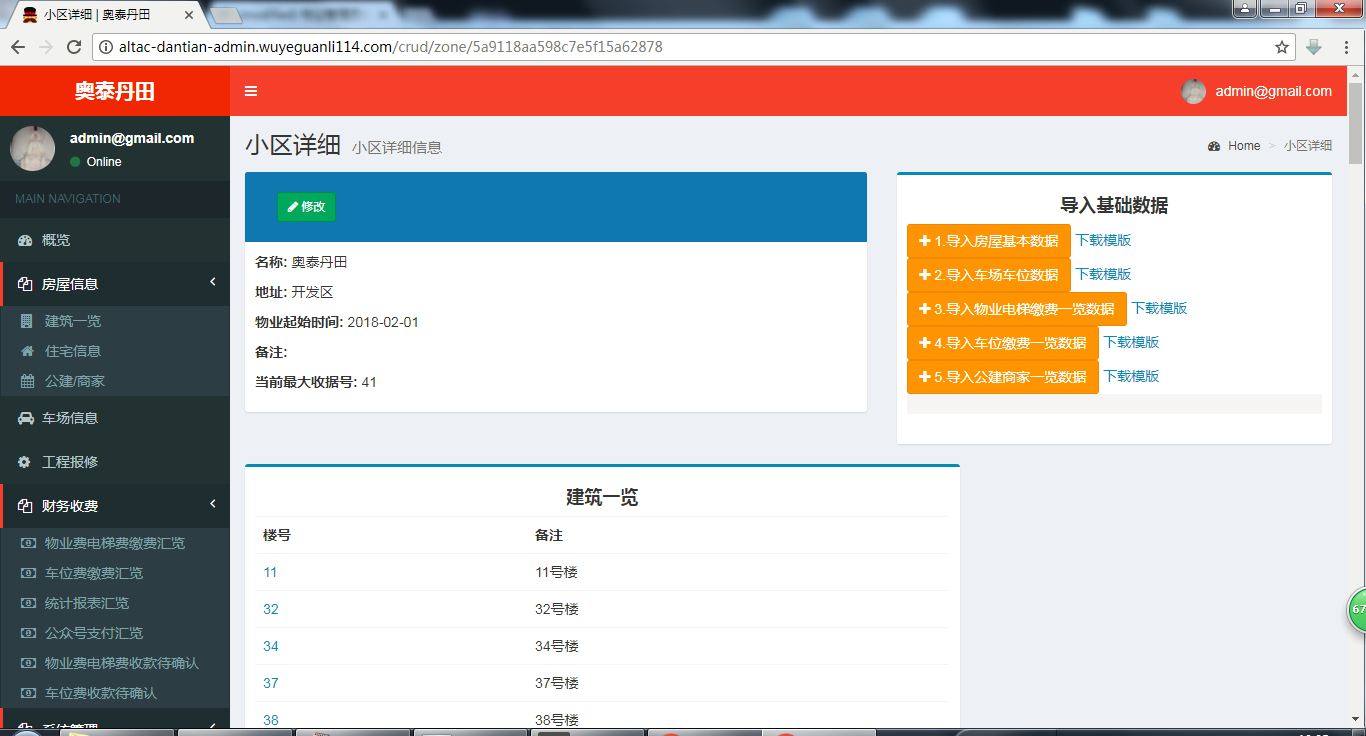 小区详细 | 奥泰丹田
altac-dantian-admin.wuyeguanli114.com/crud/zone/5a9118aa598c7e5f15a62878
奥泰丹田
admin@gmail.com
admin@gmail.com
Online
小区详细 小区详细信息
Home > 小区详细
MAIN NAVIGATION
概览
房屋信息
建筑一览
住宅信息
公建/商家
车场信息
工程报修
财务收费
物业费电梯费缴费汇览
车位费缴费汇览
统计报表汇览
公众号支付汇览
物业费电梯费收款待确认
车位费收款待确认
系统管理
修改
名称: 奥泰丹田
地址: 开发区
物业起始时间: 2018-02-01
备注:
当前最大收据号: 41
导入基础数据
1.导入房屋基本数据 下载模版
2.导入车场车位数据 下载模版
3.导入物业电梯缴费一览数据 下载模版
4.导入车位缴费一览数据 下载模版
5.导入公建商家一览数据 下载模版
建筑一览
楼号 备注
11 11号楼
32 32号楼
34 34号楼
37 37号楼
38 38号楼
67